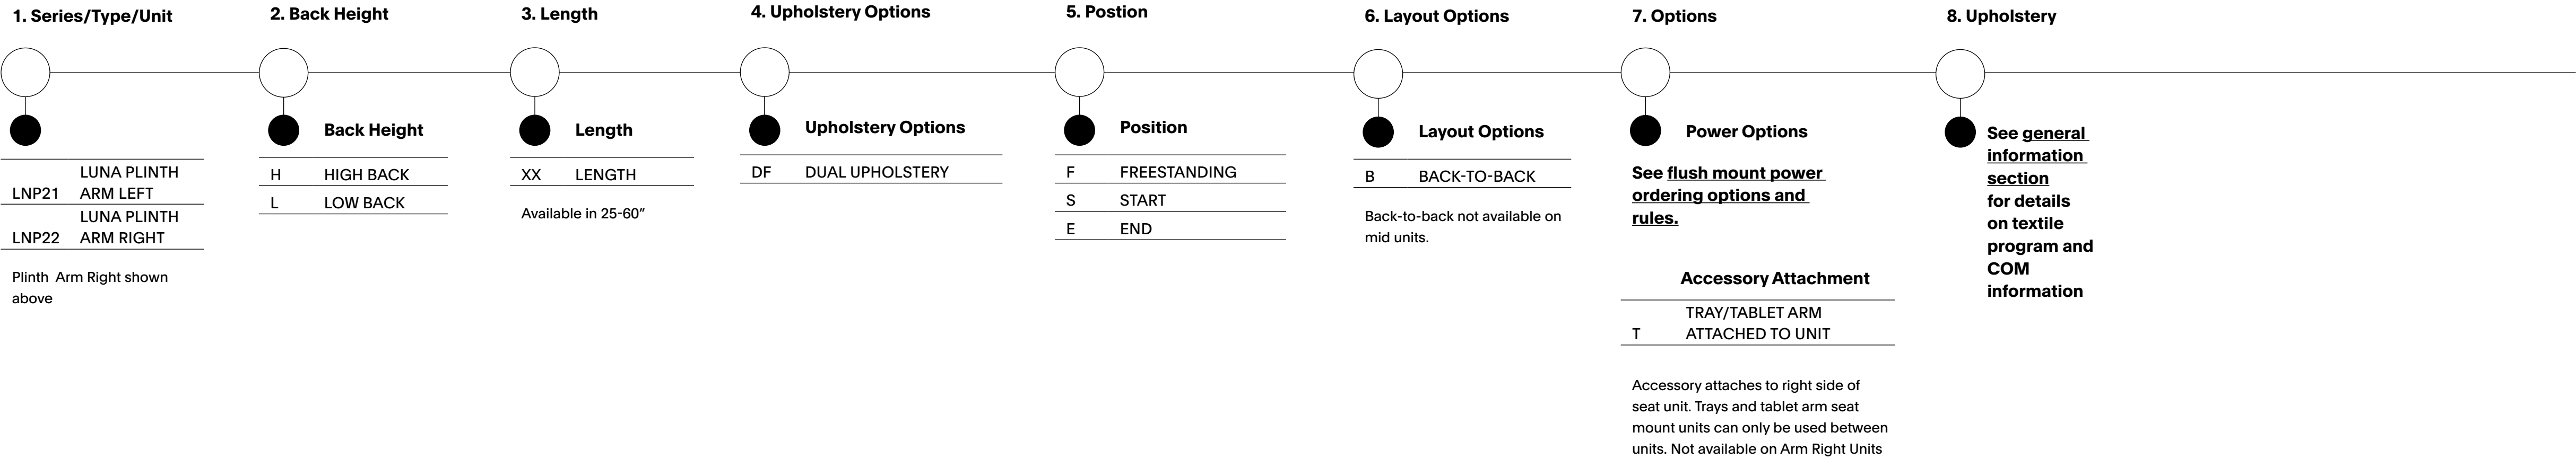 1. Series/Type/Unit
LUNA PLINTH
LNP21 ARM LEFT
LUNA PLINTH
LNP22 ARM RIGHT
Plinth Arm Right shown
above
2. Back Height
Back Height
H HIGH BACK
L LOW BACK
3. Length
Length
XX LENGTH
Available in 25-60”
4. Upholstery Options
Upholstery Options
DF DUAL UPHOLSTERY
5. Postion
Position
F FREESTANDING
S START
E END
6. Layout Options
Layout Options
B BACK-TO-BACK
Back-to-back not available on
mid units.
7. Options
Power Options
See flush mount power
ordering options and
rules.
Accessory Attachment
TRAY/TABLET ARM
T ATTACHED TO UNIT
Accessory attaches to right side of
seat unit. Trays and tablet arm seat
mount units can only be used between
units. Not available on Arm Right Units
8. Upholstery
See general
information
section
for details
on textile
program and
COM
information